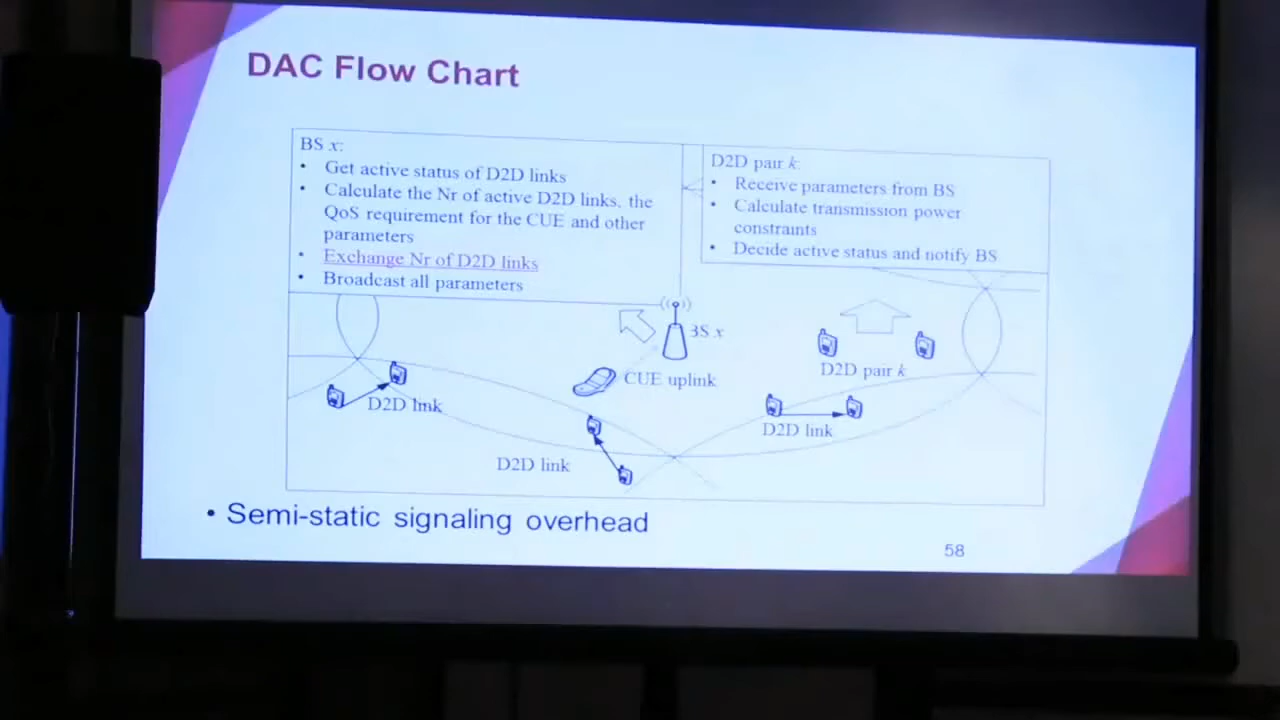 DAC Flow Chart
BS x:
• Get active status of D2D links
• Calculate the Nr of active D2D links, the
QoS requirement for the CUE and other
parameters
• Exchange Nr of D2D links
• Broadcast all parameters
D2D pair k:
• Receive parameters from BS
• Calculate transmission power
constraints
• Decide active status and notify BS
BS x
CUE uplink
D2D pair k
D2D link
D2D link
D2D link
• Semi-static signaling overhead
58